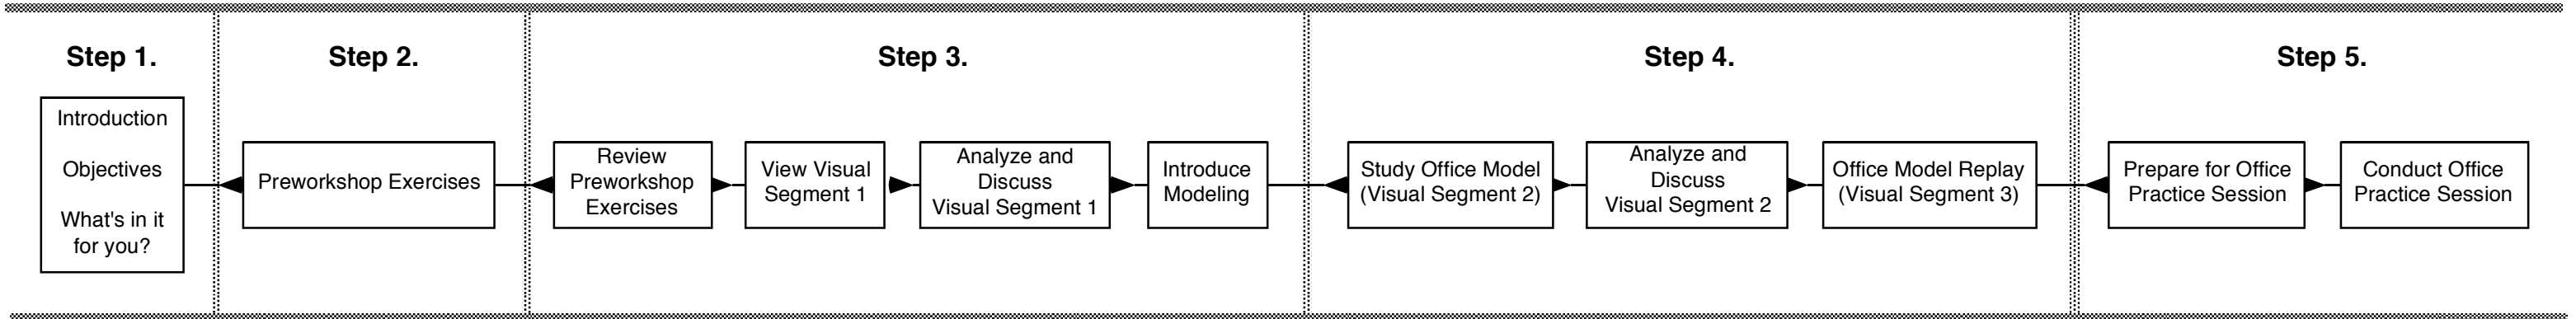 Step 1.
Introduction
Objectives
What's in it
for you?
Step 2.
Preworkshop Exercises
Step 3.
Review
Preworkshop
Exercises
View Visual
Segment 1
Analyze and
Discuss
Visual Segment 1
Introduce
Modeling
Step 4.
Study Office Model
(Visual Segment 2)
Analyze and
Discuss
Visual Segment 2
Office Model Replay
(Visual Segment 3)
Step 5.
Prepare for Office
Practice Session
Conduct Office
Practice Session